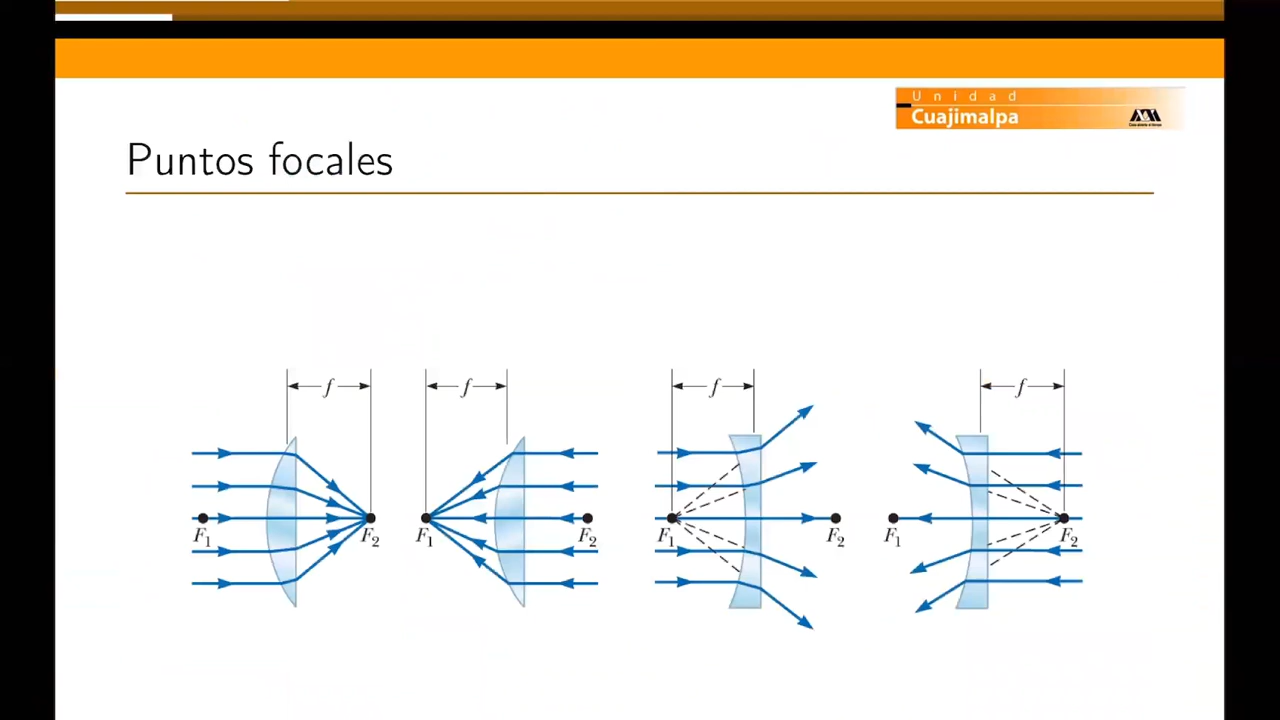 Unidad
Cuajimalpa
Puntos focales
f f f f
F1 F2 F1 F2 F1 F2 F1 F2